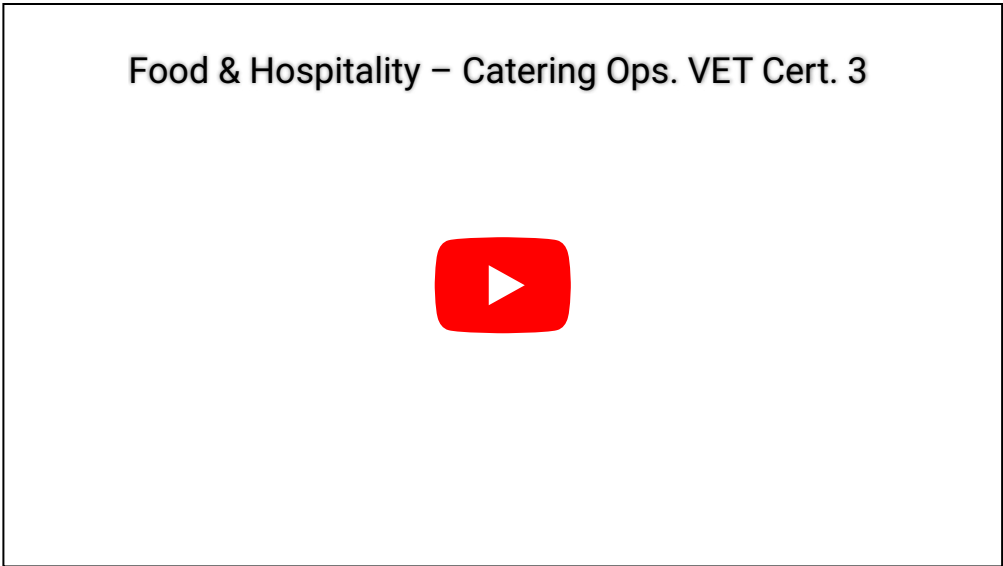 Food & Hospitality – Catering Ops. VET Cert. 3